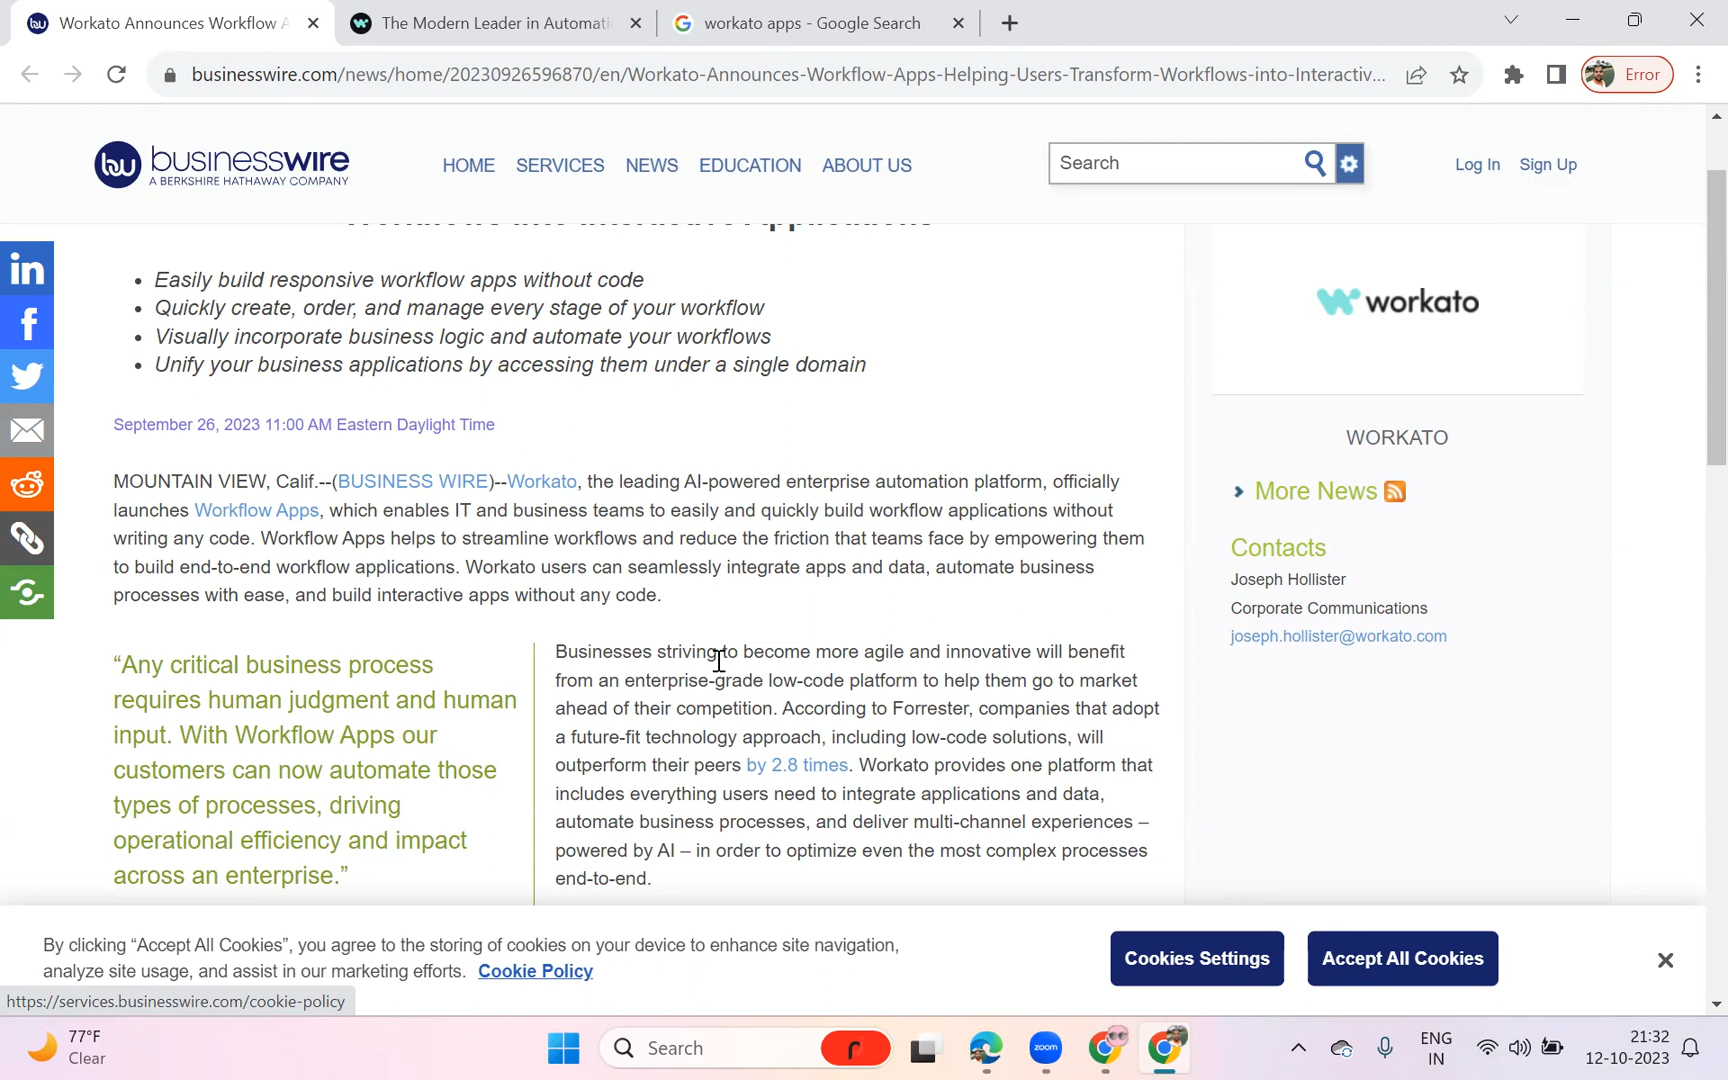 Workato Announces Workflow A
The Modern Leader in Automati
workato apps - Google Search
businesswire.com/news/home/20230926596870/en/Workato-Announces-Workflow-Apps-Helping-Users-Transform-Workflows-into-Interactiv...
Error
businesswire
A BERKSHIRE HATHAWAY COMPANY
HOME SERVICES NEWS EDUCATION ABOUT US
Search
Log In Sign Up
Workflows into Interactive Applications
• Easily build responsive workflow apps without code
• Quickly create, order, and manage every stage of your workflow
• Visually incorporate business logic and automate your workflows
• Unify your business applications by accessing them under a single domain
September 26, 2023 11:00 AM Eastern Daylight Time
MOUNTAIN VIEW, Calif.--(BUSINESS WIRE)--Workato, the leading AI-powered enterprise automation platform, officially
launches Workflow Apps, which enables IT and business teams to easily and quickly build workflow applications without
writing any code. Workflow Apps helps to streamline workflows and reduce the friction that teams face by empowering them
to build end-to-end workflow applications. Workato users can seamlessly integrate apps and data, automate business
processes with ease, and build interactive apps without any code.
“Any critical business process
requires human judgment and human
input. With Workflow Apps our
customers can now automate those
types of processes, driving
operational efficiency and impact
across an enterprise.”
Businesses striving to become more agile and innovative will benefit
from an enterprise-grade low-code platform to help them go to market
ahead of their competition. According to Forrester, companies that adopt
a future-fit technology approach, including low-code solutions, will
outperform their peers by 2.8 times. Workato provides one platform that
includes everything users need to integrate applications and data,
automate business processes, and deliver multi-channel experiences –
powered by AI – in order to optimize even the most complex processes
end-to-end.
workato
WORKATO
More News
Contacts
Joseph Hollister
Corporate Communications
joseph.hollister@workato.com
By clicking “Accept All Cookies”, you agree to the storing of cookies on your device to enhance site navigation,
analyze site usage, and assist in our marketing efforts. Cookie Policy
Cookies Settings
Accept All Cookies
https://services.businesswire.com/cookie-policy
77°F
Clear
Search
zoom
ENG
IN
21:32
12-10-2023